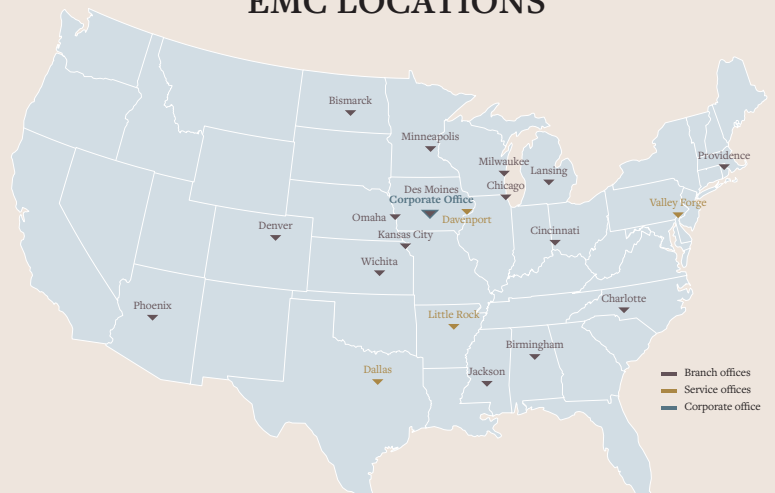 EMC LOCATIONS
Bismarck
Minneapolis
Milwaukee
Lansing
Providence
Des Moines
Chicago
Corporate Office
Valley Forge
Omaha
Davenport
Denver
Kansas City
Cincinnati
Wichita
Phoenix
Charlotte
Little Rock
Birmingham
Dallas
Jackson
Branch offices
Service offices
Corporate office